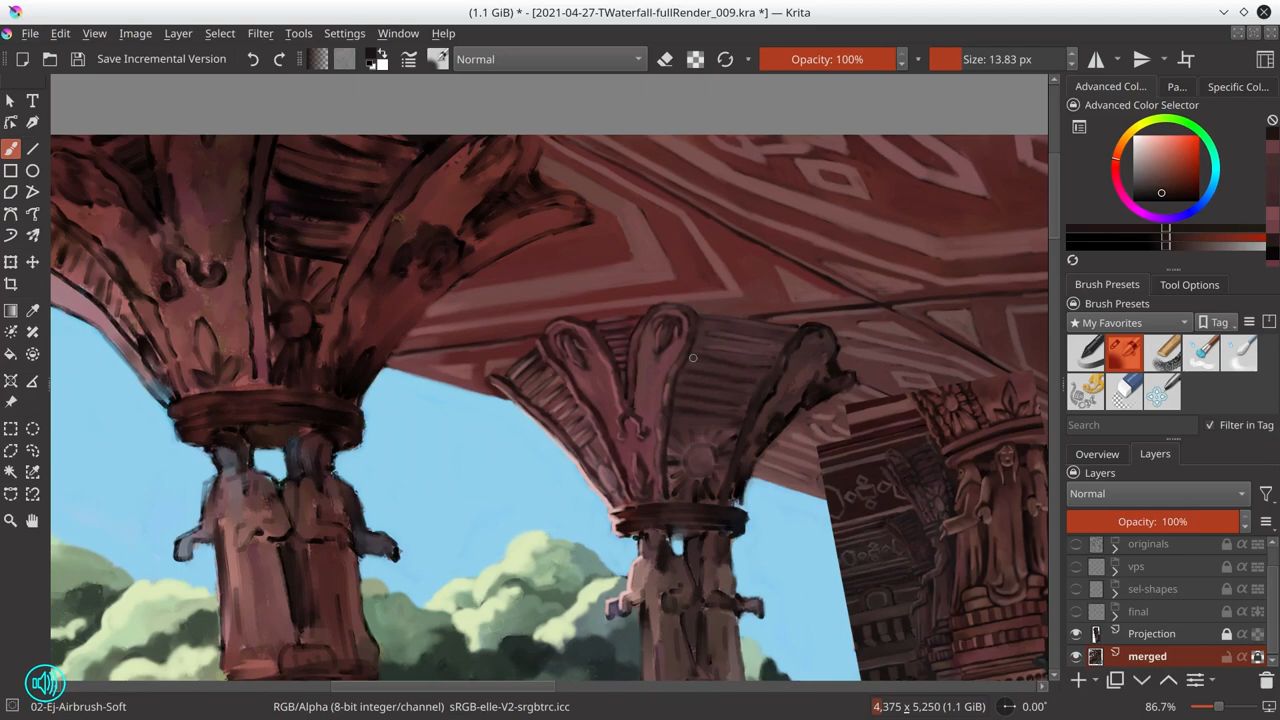 (1.1 GiB) * - [2021-04-27-TWaterfall-fullRender_009.kra *] — Krita
File Edit View Image Layer Select Filter Tools Settings Window Help
Save Incremental Version Normal Opacity: 100% Size: 13.83 px
Advanced Col... Pa... Specific Col...
Advanced Color Selector
Brush Presets Tool Options
Brush Presets
★ My Favorites Tag
Search Filter in Tag
Overview Layers
Layers
Normal
Opacity: 100%
originals
vps
sel-shapes
final
Projection
merged
02-Ej-Airbrush-Soft RGB/Alpha (8-bit integer/channel) sRGB-elle-V2-srgbtrc.icc 4,375 x 5,250 (1.1 GiB) 0.00° 86.7%